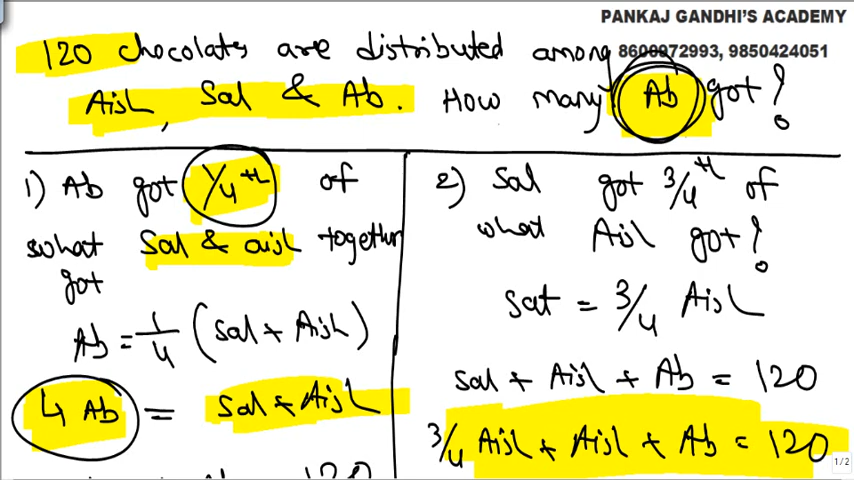 PANKAJ GANDHI'S ACADEMY
8600972993, 9850424051
120 chocolates are distributed among
Aish, Sal & Ab. How many Ab got?
1) Ab got 1/4th of
what Sal & aish together
got
Ab = 1/4 (Sal + Aish)
4 Ab = Sal + Aish
2) Sal got 3/4th of
what Aish got?
Sal = 3/4 Aish
Sal + Aish + Ab = 120
3/4 Aish + Aish + Ab = 120
1/2